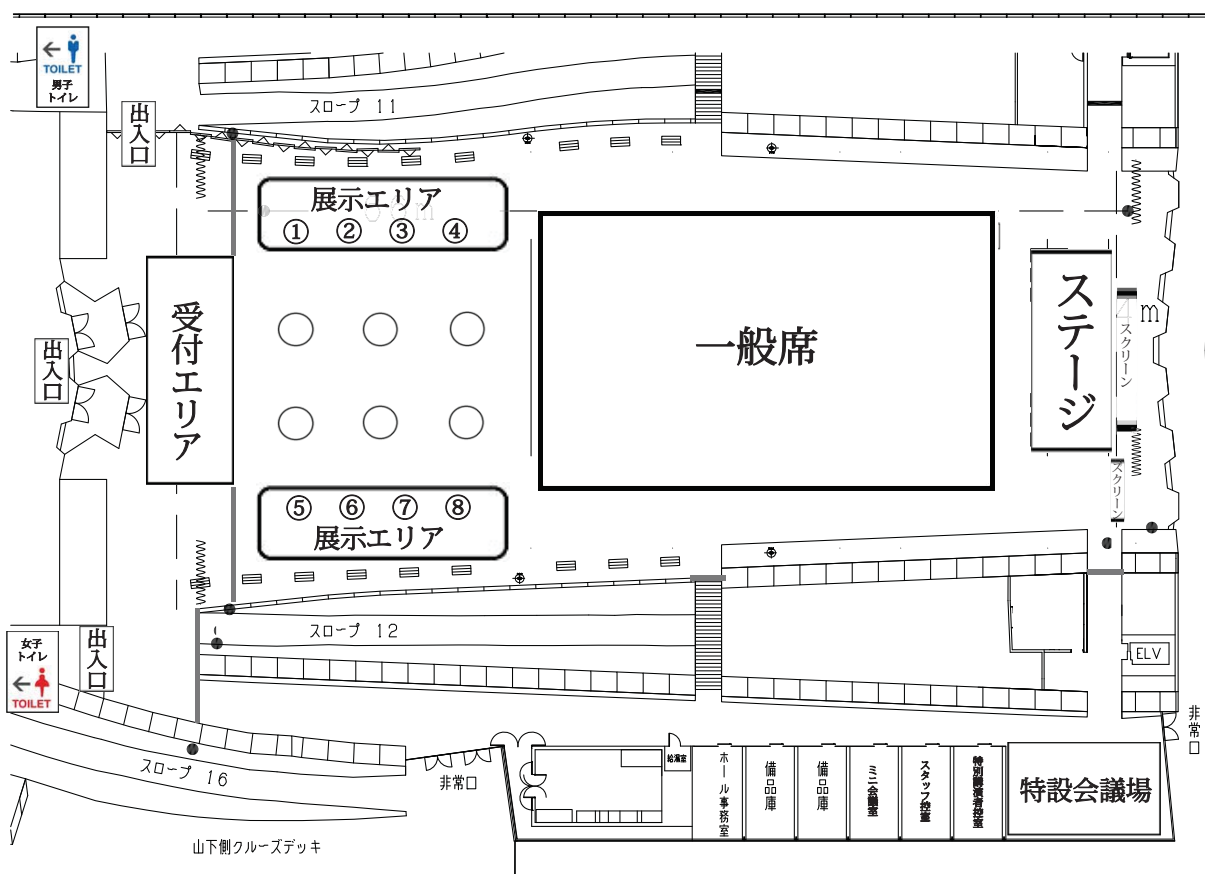 TOILET
男子
トイレ
出入口
スロープ 11
展示エリア
① ② ③ ④
受付エリア
出入口
一般席
ステージ
m
スクリーン
スクリーン
⑤ ⑥ ⑦ ⑧
展示エリア
スロープ 12
女子
トイレ
TOILET
出入口
ELV
非常口
スロープ 16
非常口
給湯室
ホール事務室
備品庫
備品庫
ミニ会議室
スタッフ控室
特別講演者控室
特設会議場
山下側クルーズデッキ